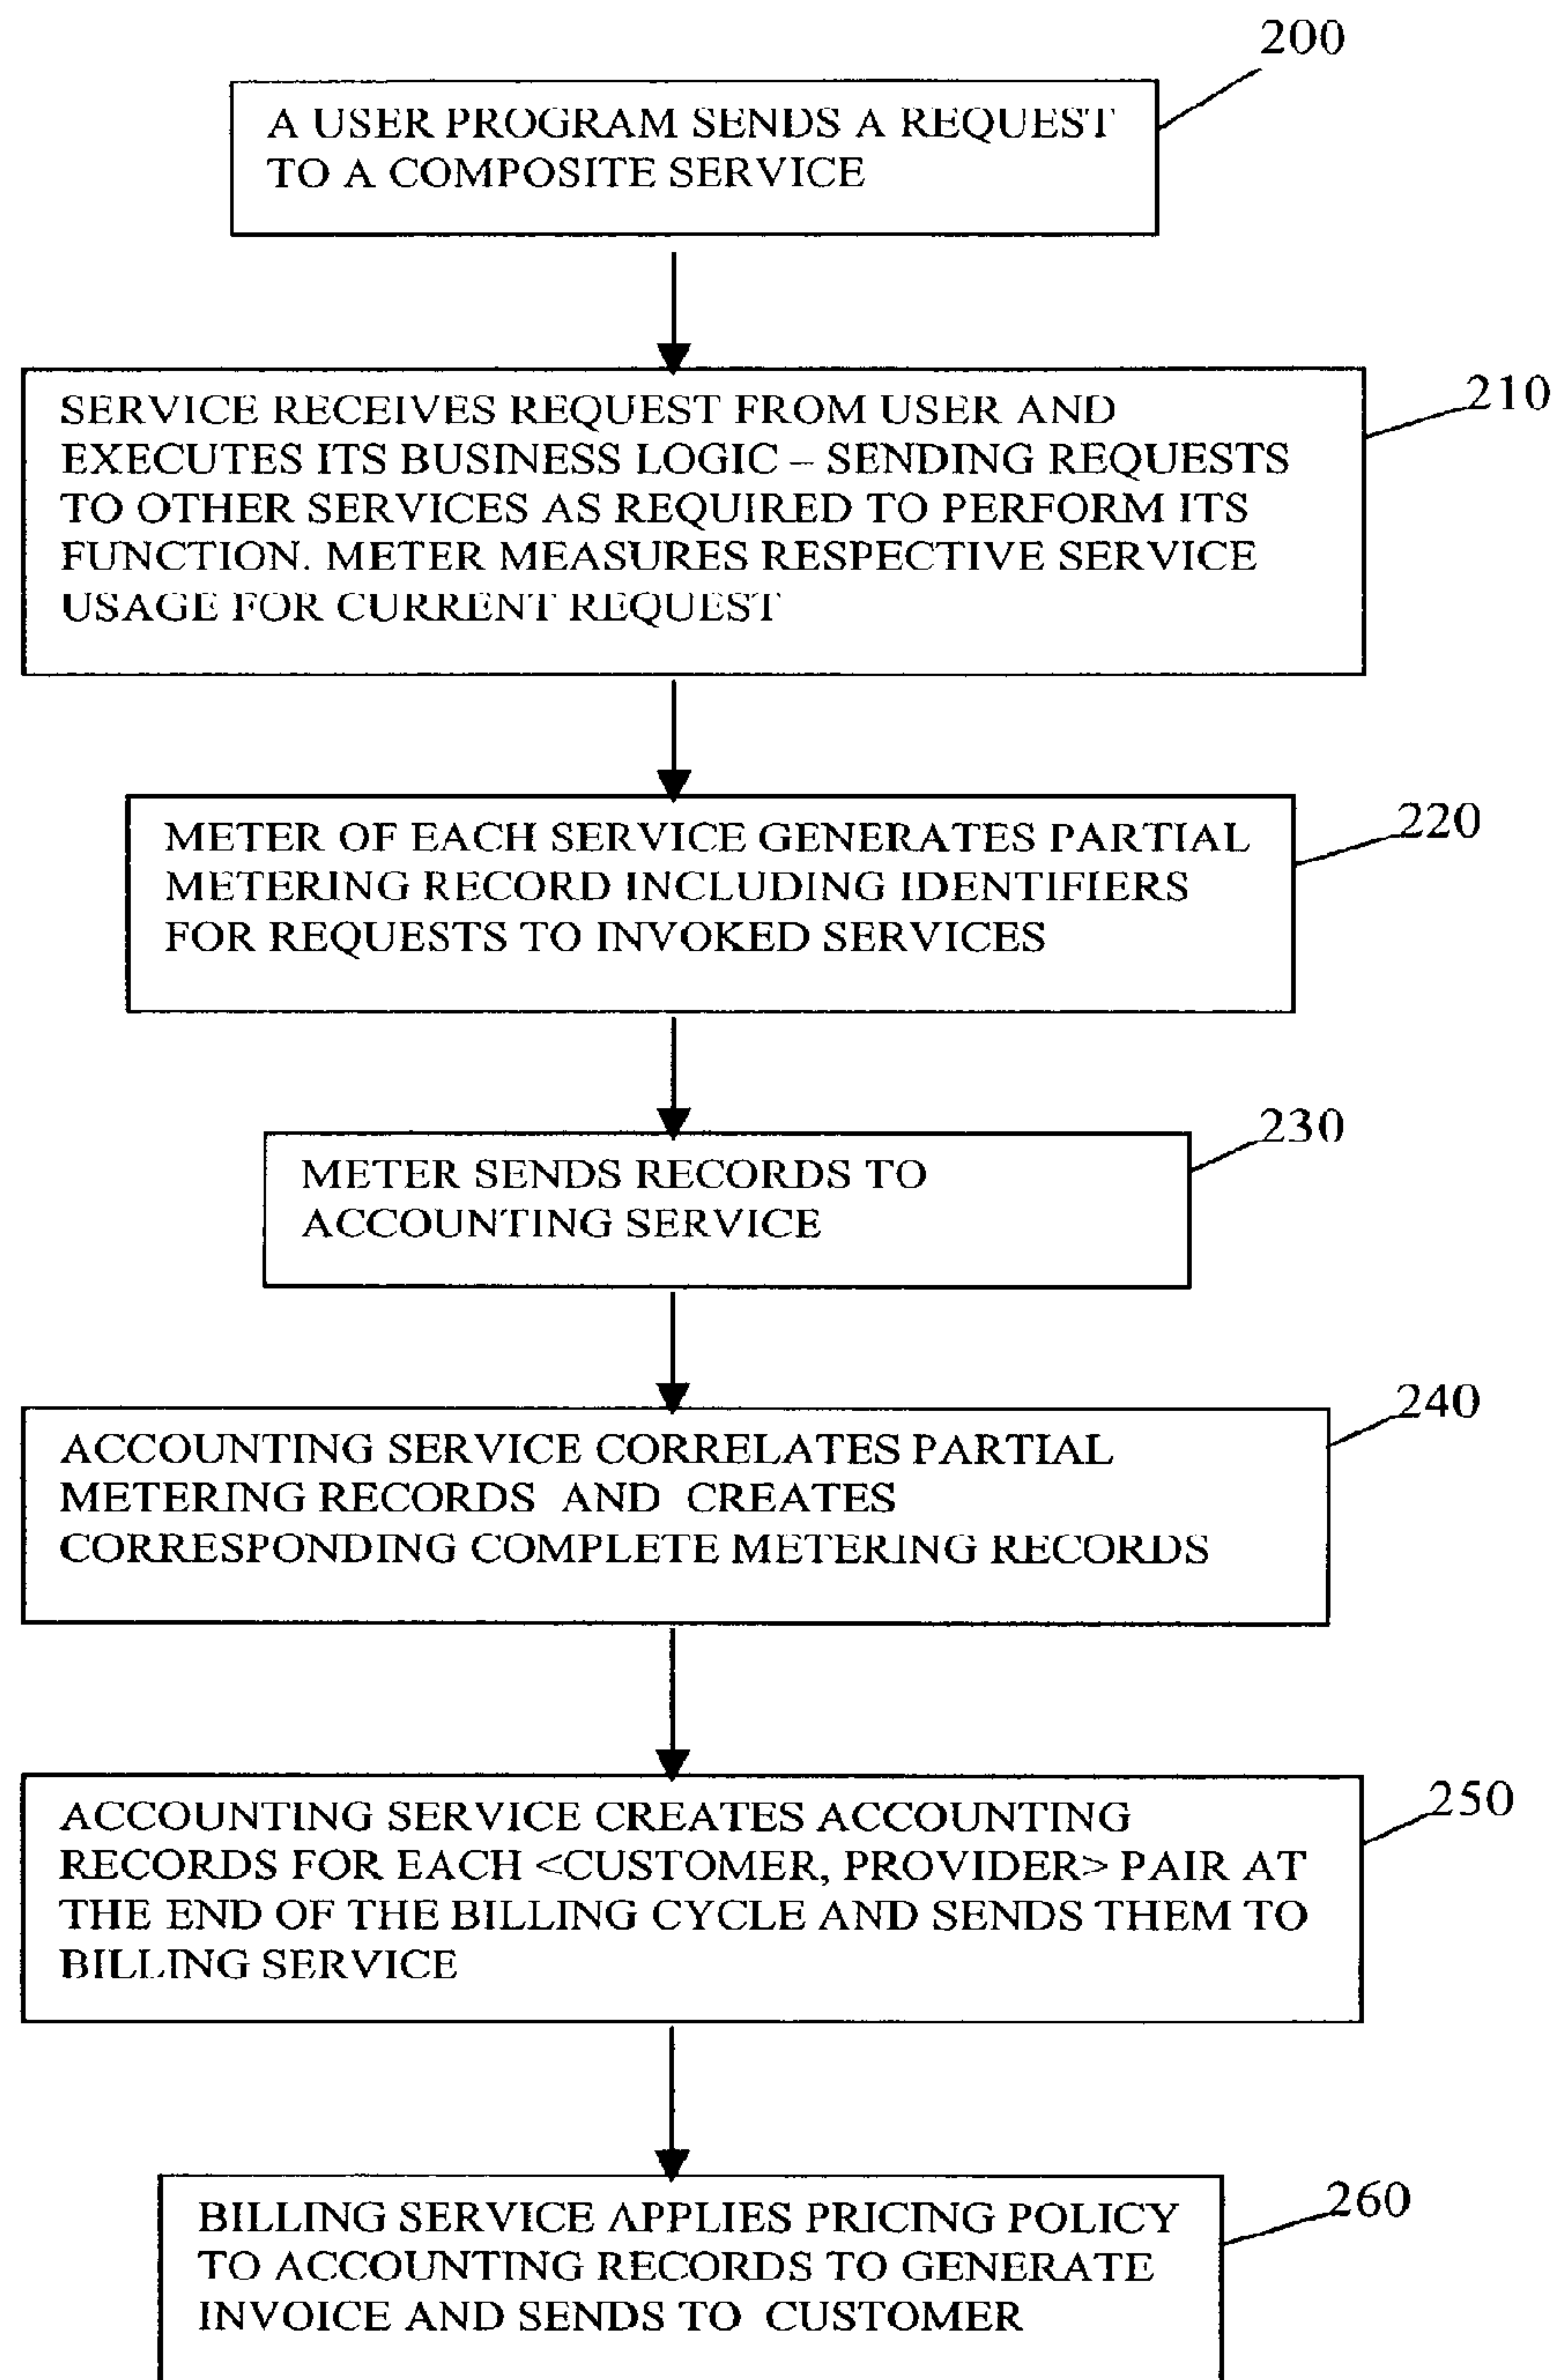 200
A USER PROGRAM SENDS A REQUEST
TO A COMPOSITE SERVICE
210
SERVICE RECEIVES REQUEST FROM USER AND
EXECUTES ITS BUSINESS LOGIC – SENDING REQUESTS
TO OTHER SERVICES AS REQUIRED TO PERFORM ITS
FUNCTION. METER MEASURES RESPECTIVE SERVICE
USAGE FOR CURRENT REQUEST
220
METER OF EACH SERVICE GENERATES PARTIAL
METERING RECORD INCLUDING IDENTIFIERS
FOR REQUESTS TO INVOKED SERVICES
230
METER SENDS RECORDS TO
ACCOUNTING SERVICE
240
ACCOUNTING SERVICE CORRELATES PARTIAL
METERING RECORDS AND CREATES
CORRESPONDING COMPLETE METERING RECORDS
250
ACCOUNTING SERVICE CREATES ACCOUNTING
RECORDS FOR EACH <CUSTOMER, PROVIDER> PAIR AT
THE END OF THE BILLING CYCLE AND SENDS THEM TO
BILLING SERVICE
260
BILLING SERVICE APPLIES PRICING POLICY
TO ACCOUNTING RECORDS TO GENERATE
INVOICE AND SENDS TO CUSTOMER